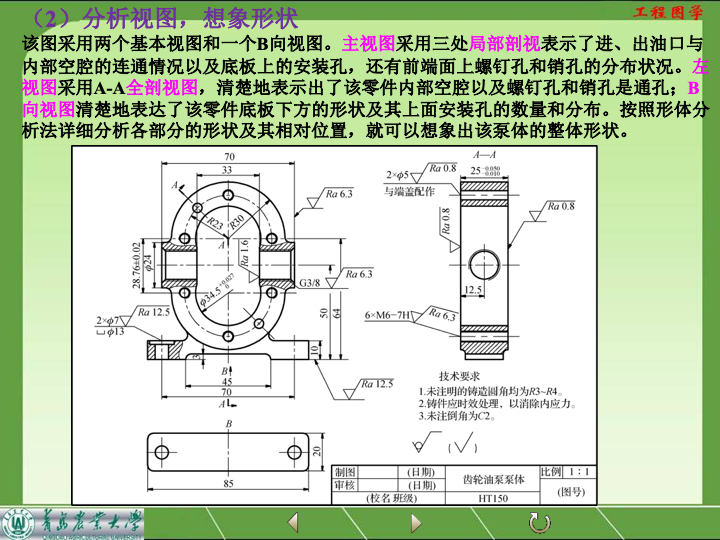 （2）分析视图，想象形状
工程图学
该图采用两个基本视图和一个B向视图。主视图采用三处局部剖视表示了进、出油口与
内部空腔的连通情况以及底板上的安装孔，还有前端面上螺钉孔和销孔的分布状况。左
视图采用A-A全剖视图，清楚地表示出了该零件内部空腔以及螺钉孔和销孔是通孔；B
向视图清楚地表达了该零件底板下方的形状及其上面安装孔的数量和分布。按照形体分
析法详细分析各部分的形状及其相对位置，就可以想象出该泵体的整体形状。
70
33
A
Ra 6.3
R23
R30
A
Ra 1.6
28.76±0.02
φ24
φ34.5 +0.027 0
G3/8
Ra 6.3
Ra 12.5
2×φ7
⌴φ13
50
64
3
10
B
45
70
A
Ra 12.5
B
20
85
A—A
2×φ5
Ra 0.8
与端盖配作
25 -0.050 -0.010
Ra 0.8
Ra 0.8
12.5
6×M6-7H
Ra 6.3
技术要求
1.未注明的铸造圆角均为R3~R4。
2.铸件应时效处理，以消除内应力。
3.未注倒角为C2。
(√)
制图 (日期) 齿轮油泵泵体 比例 1：1
审核 (日期) (图号)
(校名 班级) HT150
青岛农业大学